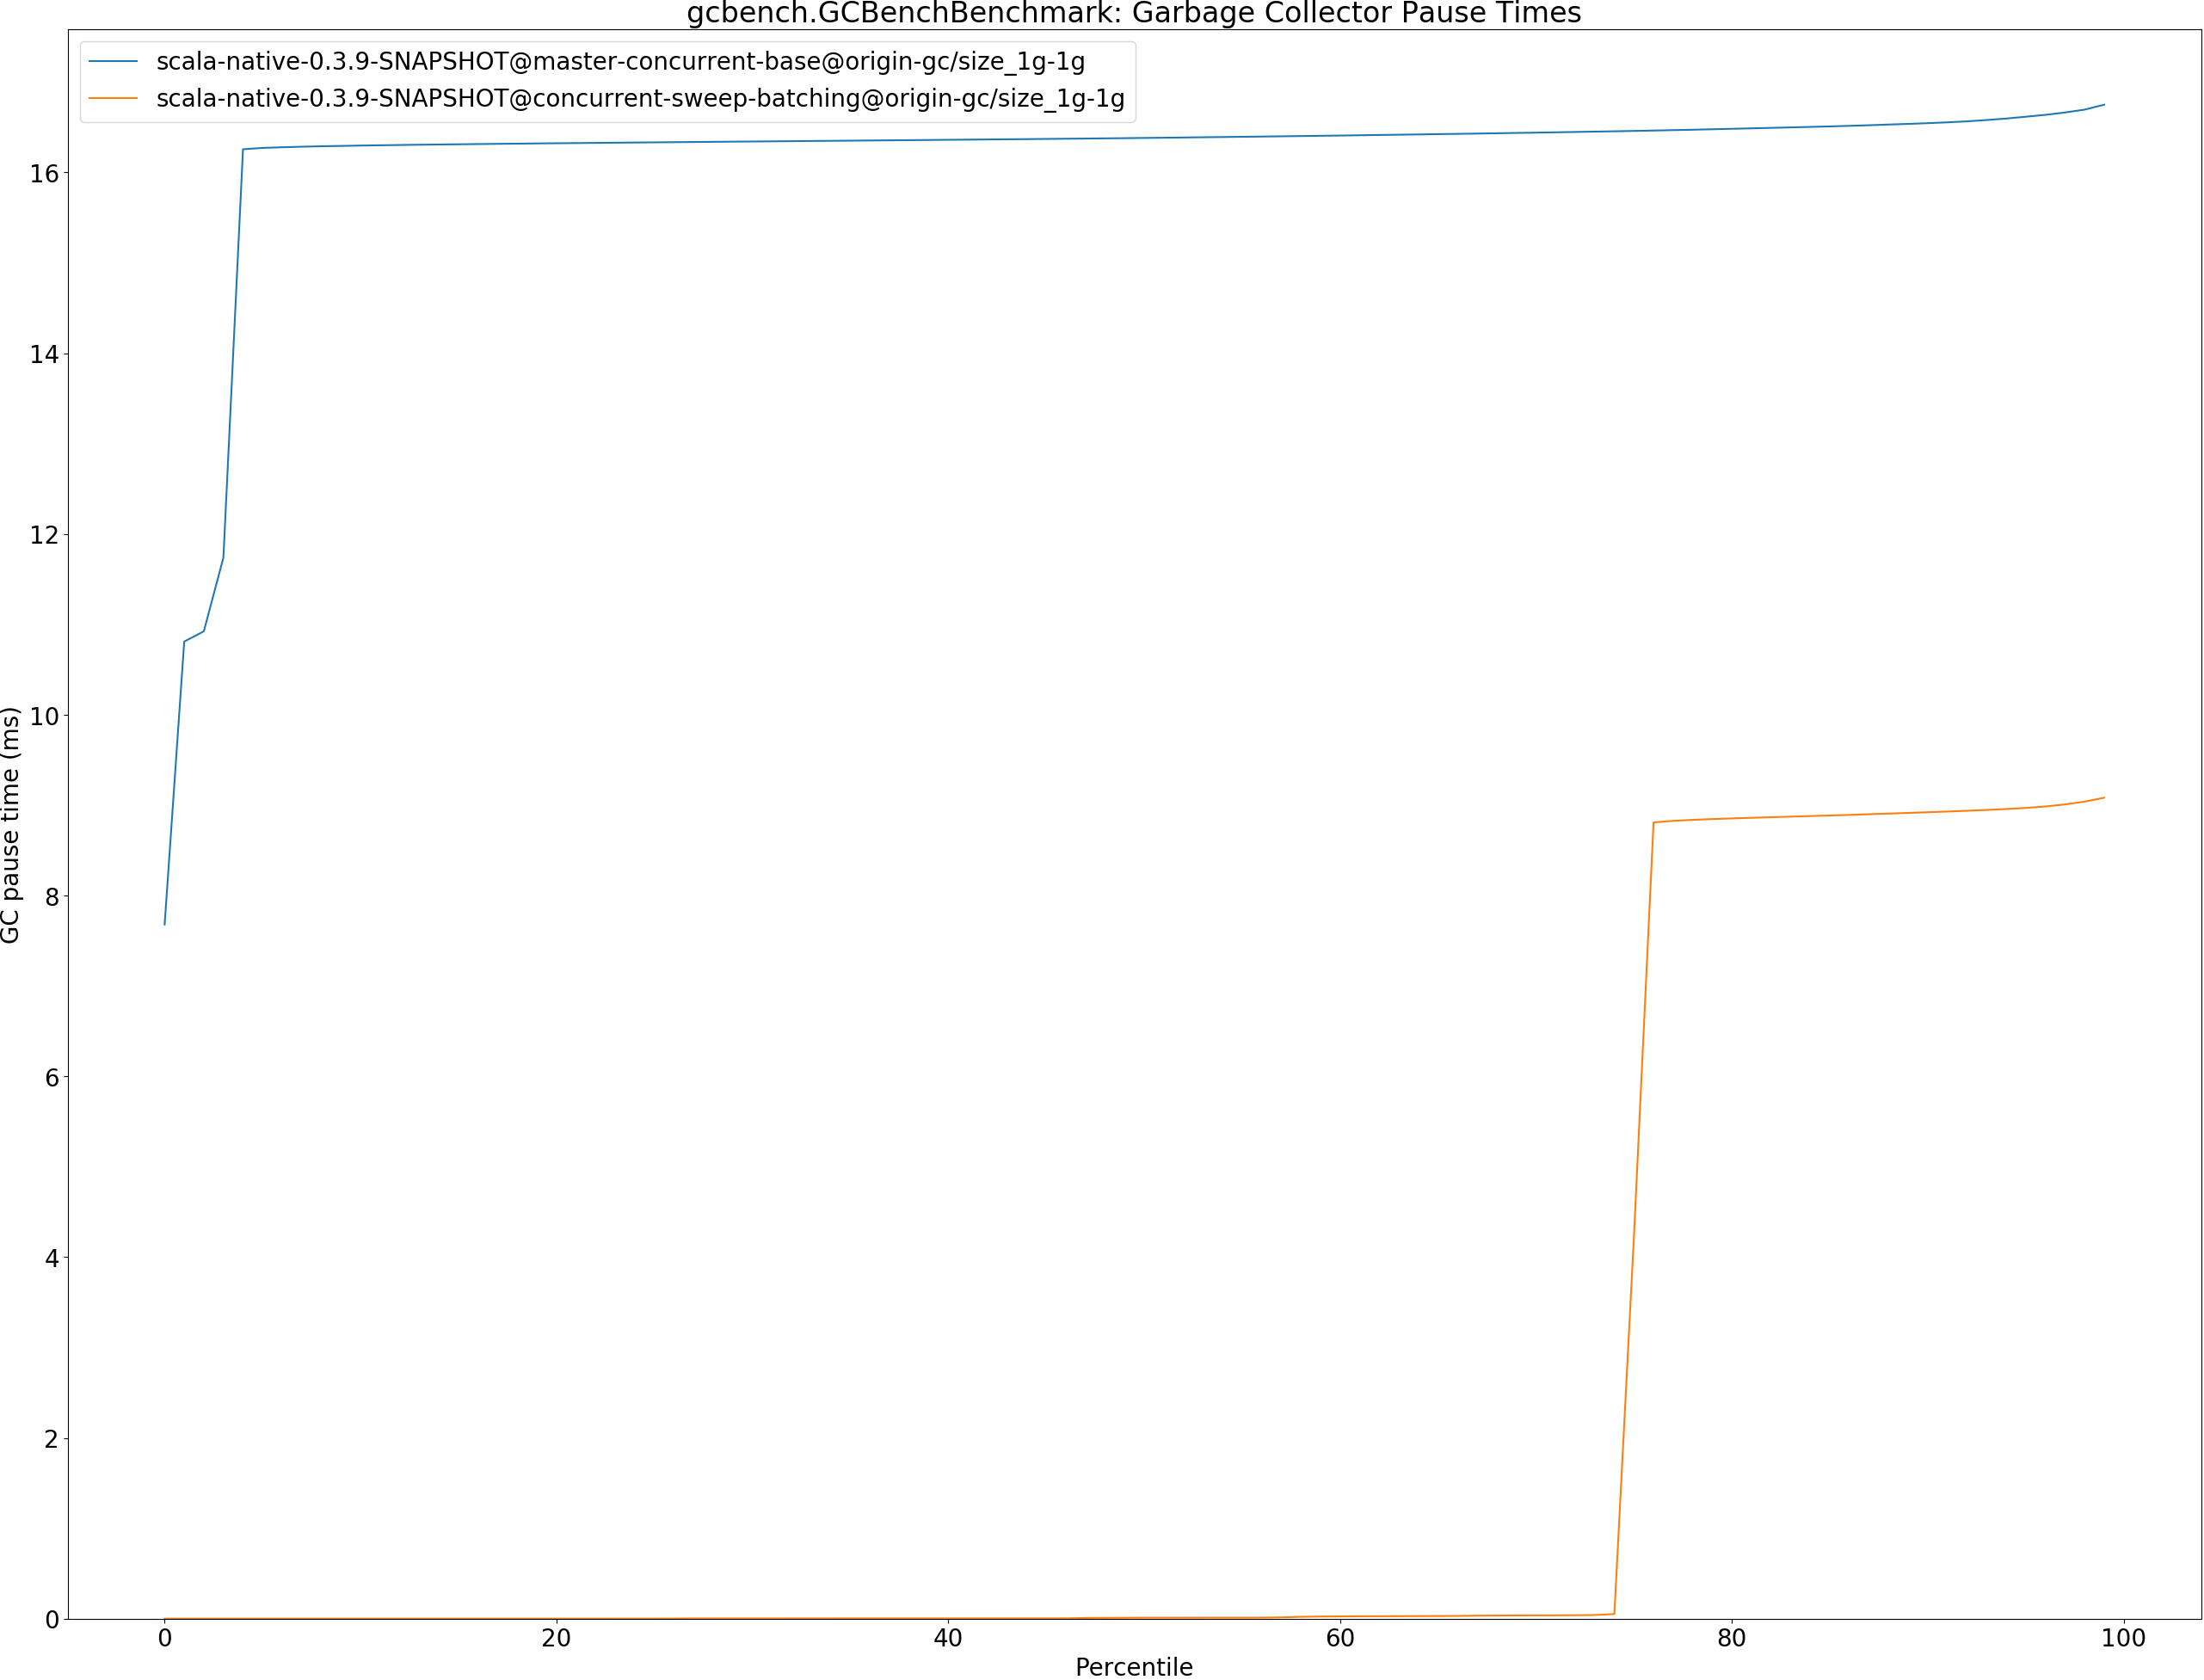 gcbench.GCBenchBenchmark: Garbage Collector Pause Times
scala-native-0.3.9-SNAPSHOT@master-concurrent-base@origin-gc/size_1g-1g
scala-native-0.3.9-SNAPSHOT@concurrent-sweep-batching@origin-gc/size_1g-1g
GC pause time (ms)
16
14
12
10
8
6
4
2
0
0 20 40 60 80 100
Percentile